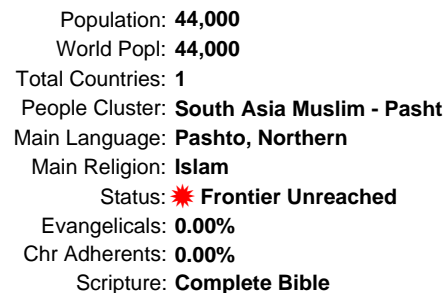 Population: 44,000
World Popl: 44,000
Total Countries: 1
People Cluster: South Asia Muslim - Pasht
Main Language: Pashto, Northern
Main Religion: Islam
Status: Frontier Unreached
Evangelicals: 0.00%
Chr Adherents: 0.00%
Scripture: Complete Bible